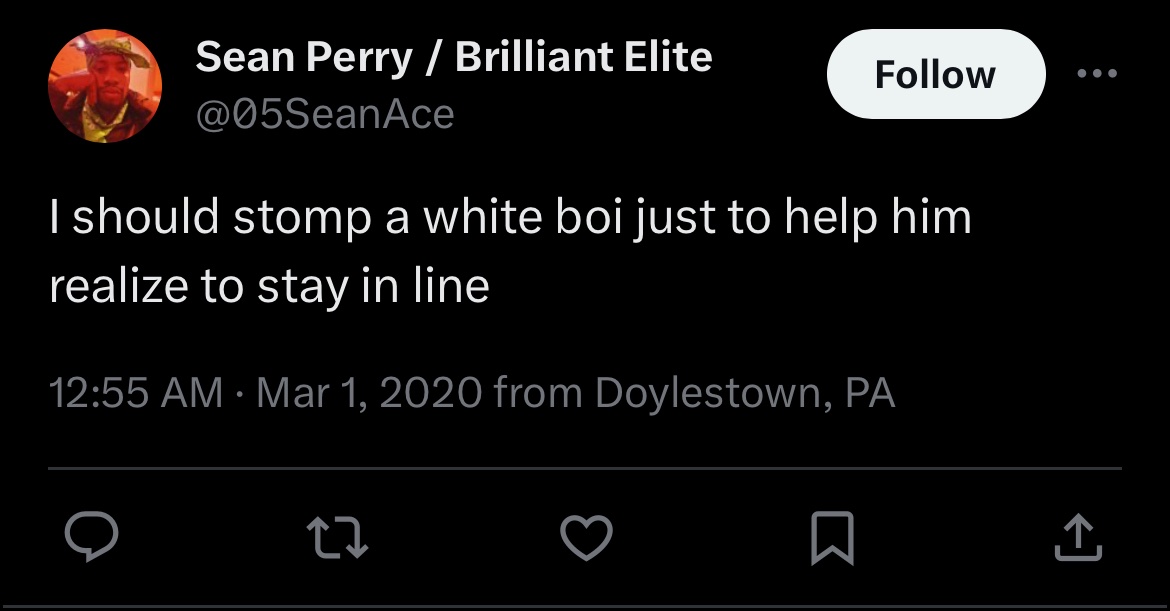 Sean Perry / Brilliant Elite
@05SeanAce
Follow
I should stomp a white boi just to help him
realize to stay in line
12:55 AM · Mar 1, 2020 from Doylestown, PA